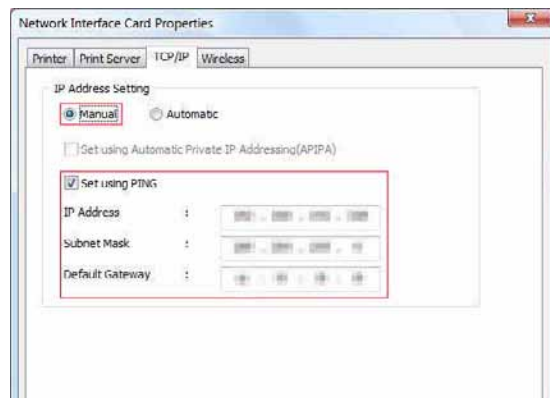 Network Interface Card Properties
Printer Print Server TCP/IP Wireless
IP Address Setting
Manual Automatic
Set using Automatic Private IP Addressing(APIPA)
Set using PING
IP Address :
Subnet Mask :
Default Gateway :